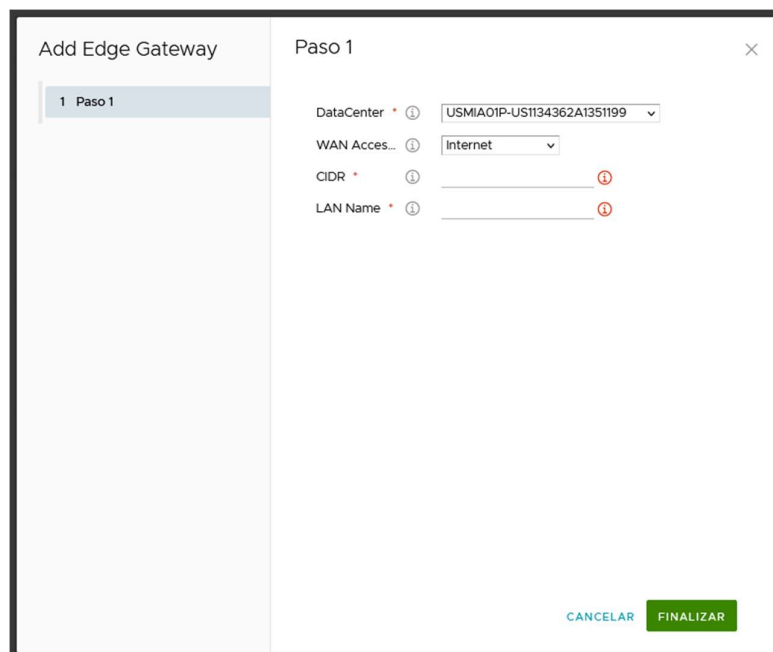 Add Edge Gateway
1 Paso 1
Paso 1
DataCenter * USMIA01P-US1134362A1351199
WAN Acces... Internet
CIDR *
LAN Name *
CANCELAR FINALIZAR